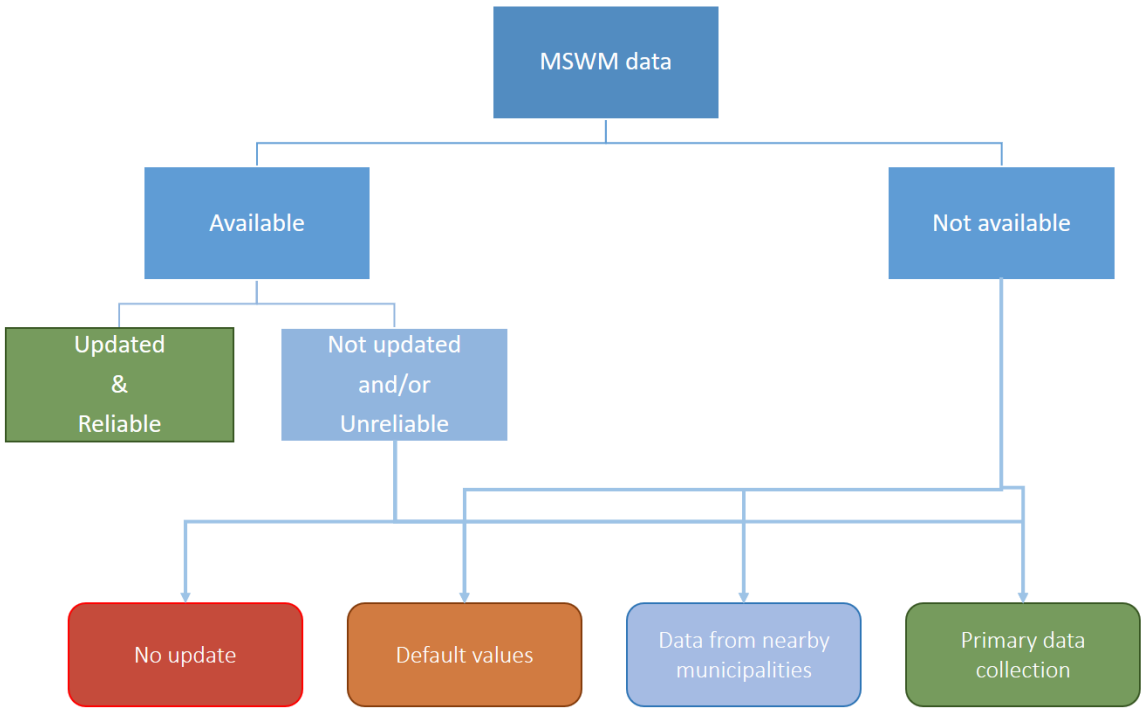 MSWM data
Available
Not available
Updated
&
Reliable
Not updated
and/or
Unreliable
No update
Default values
Data from nearby
municipalities
Primary data
collection